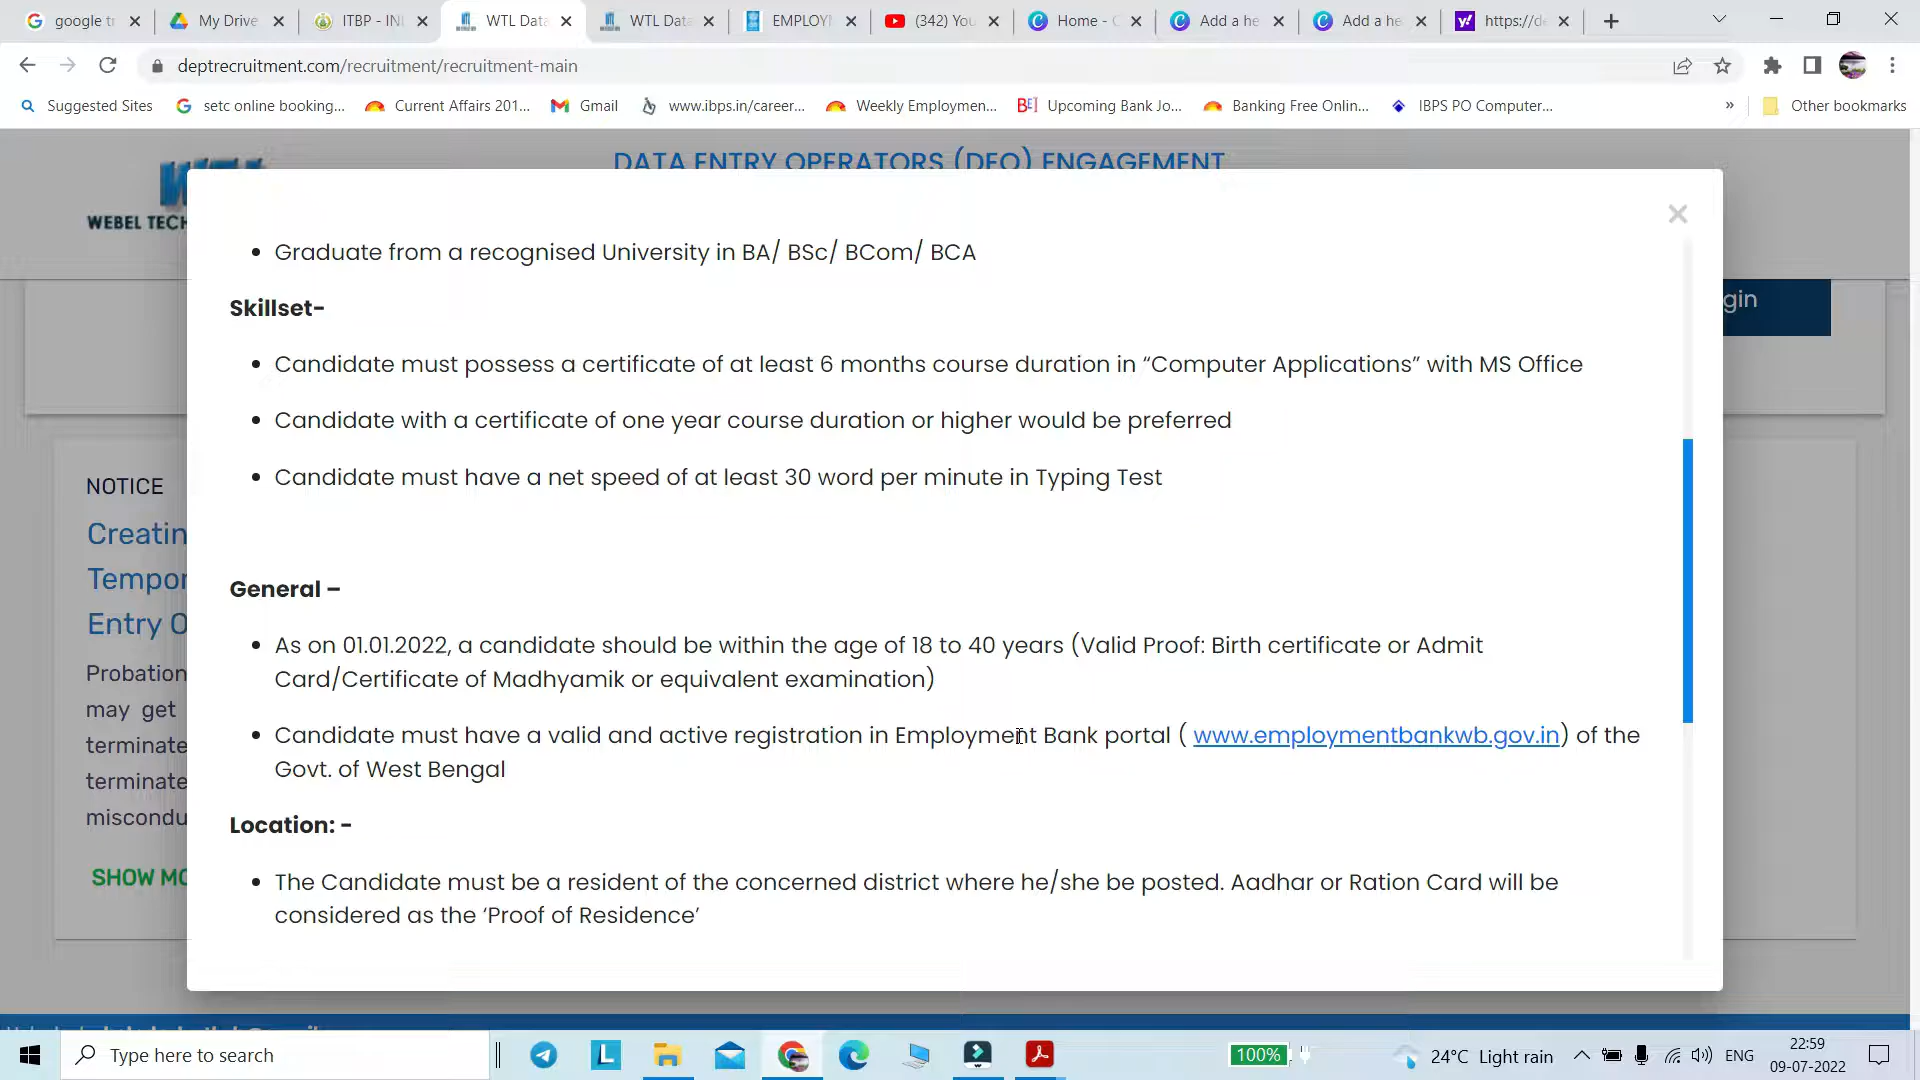 google tr
My Drive
ITBP - IN
WTL Data
WTL Data
EMPLOY
(342) You
Home - C
Add a he
Add a he
https://d
deptrecruitment.com/recruitment/recruitment-main
Suggested Sites
setc online booking...
Current Affairs 201...
Gmail
www.ibps.in/career...
Weekly Employmen...
BE
Upcoming Bank Jo...
Banking Free Onlin...
IBPS PO Computer...
»
Other bookmarks
DATA ENTRY OPERATORS (DEO) ENGAGEMENT
WEBEL TECH
gin
• Graduate from a recognised University in BA/ BSc/ BCom/ BCA
Skillset-
• Candidate must possess a certificate of at least 6 months course duration in “Computer Applications” with MS Office
• Candidate with a certificate of one year course duration or higher would be preferred
• Candidate must have a net speed of at least 30 word per minute in Typing Test
General –
• As on 01.01.2022, a candidate should be within the age of 18 to 40 years (Valid Proof: Birth certificate or Admit
Card/Certificate of Madhyamik or equivalent examination)
• Candidate must have a valid and active registration in Employment Bank portal ( www.employmentbankwb.gov.in) of the
Govt. of West Bengal
Location: -
• The Candidate must be a resident of the concerned district where he/she be posted. Aadhar or Ration Card will be
considered as the ‘Proof of Residence’
NOTICE
Creatin
Tempor
Entry O
Probation
may get
terminate
terminate
miscondu
SHOW MO
Type here to search
L
100%
24°C Light rain
ENG
22:59
09-07-2022